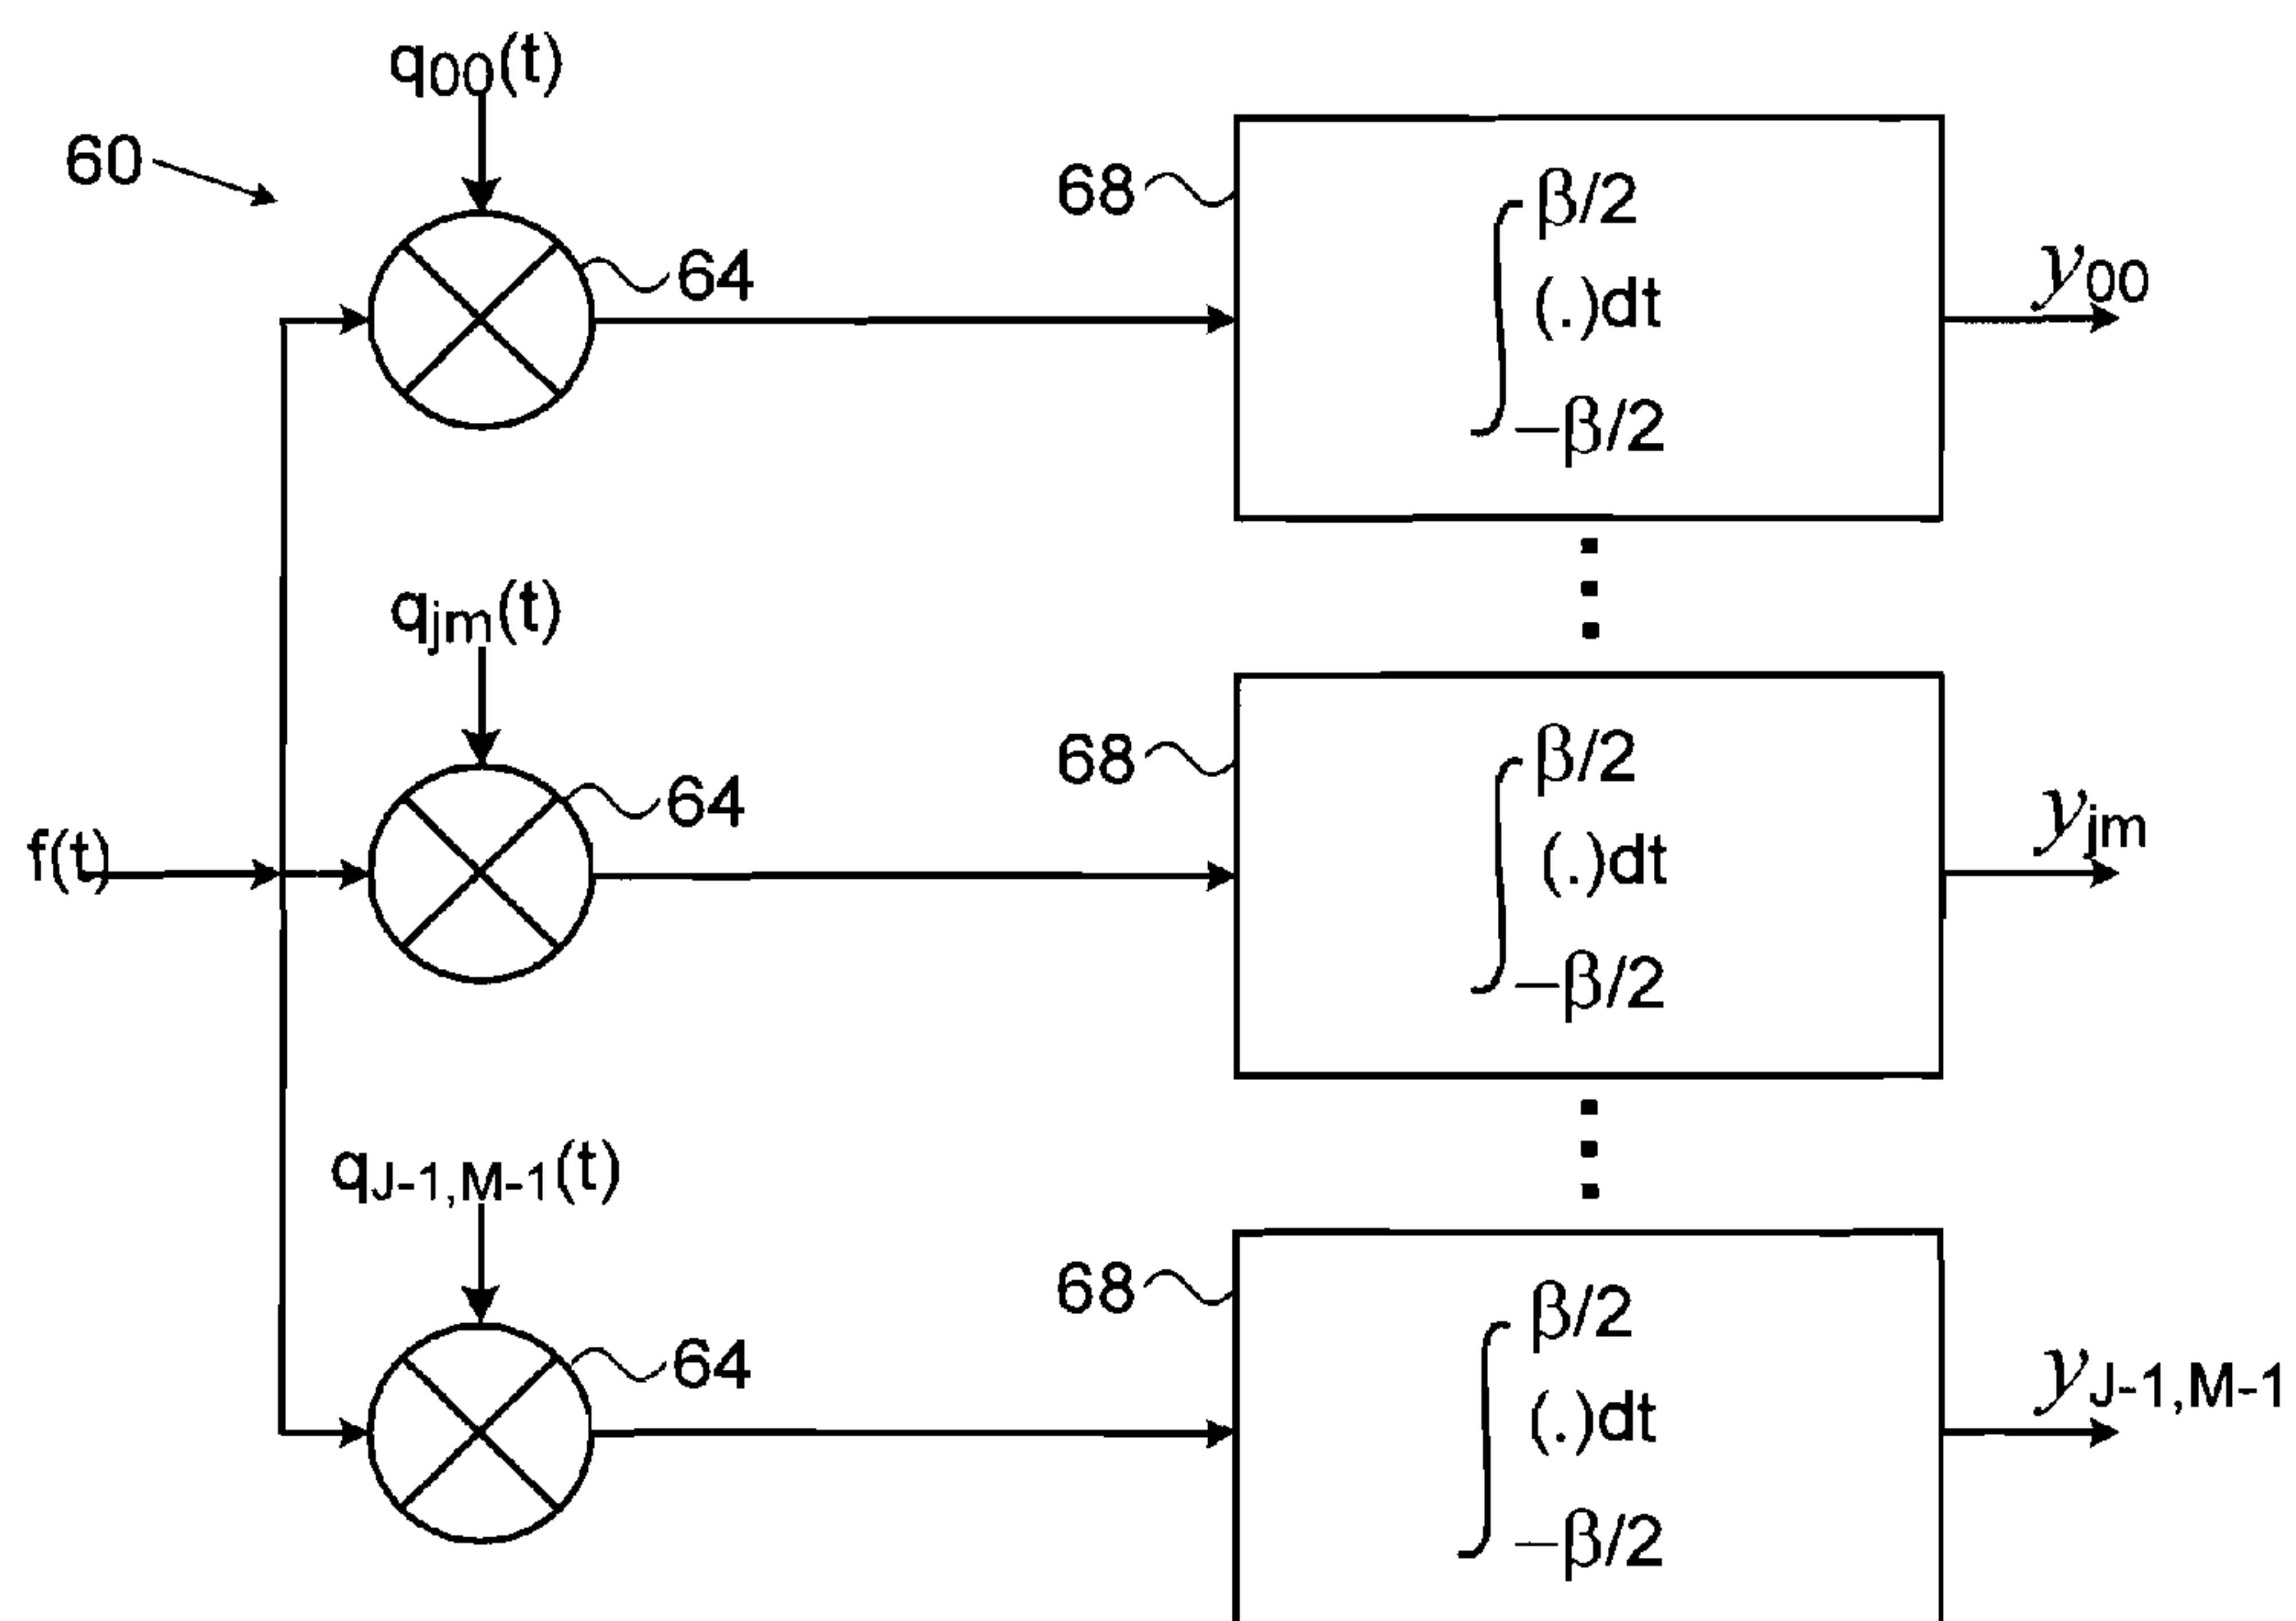 q00(t)
60
64
68
β/2
(.)dt
–β/2
y00
qjm(t)
f(t)
64
68
β/2
(.)dt
–β/2
yjm
qJ-1,M-1(t)
64
68
β/2
(.)dt
–β/2
yJ-1,M-1